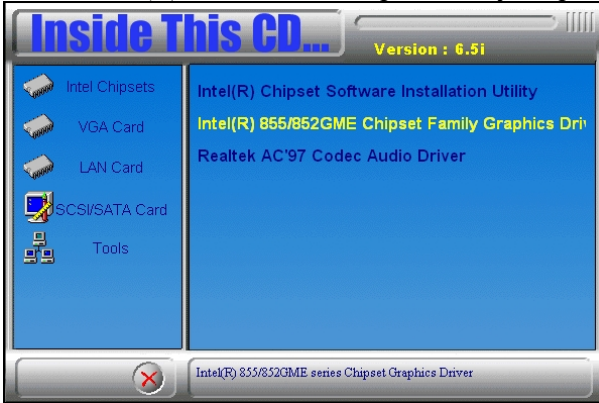 Inside This CD...
Version : 6.5i
Intel Chipsets
VGA Card
LAN Card
SCSI/SATA Card
Tools
Intel(R) Chipset Software Installation Utility
Intel(R) 855/852GME Chipset Family Graphics Driv
Realtek AC'97 Codec Audio Driver
Intel(R) 855/852GME series Chipset Graphics Driver